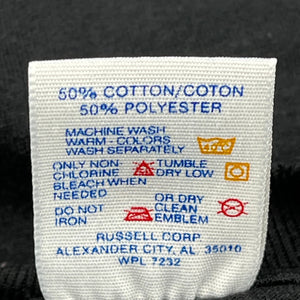 50% COTTON/COTON
50% POLYESTER
MACHINE WASH
WARM - COLORS
WASH SEPARATELY
ONLY NON- TUMBLE
CHLORINE DRY LOW
BLEACH WHEN
NEEDED
DO NOT OR DRY
IRON CLEAN
EMBLEM
RUSSELL CORP.
ALEXANDER CITY, AL 35010
WPL 7232